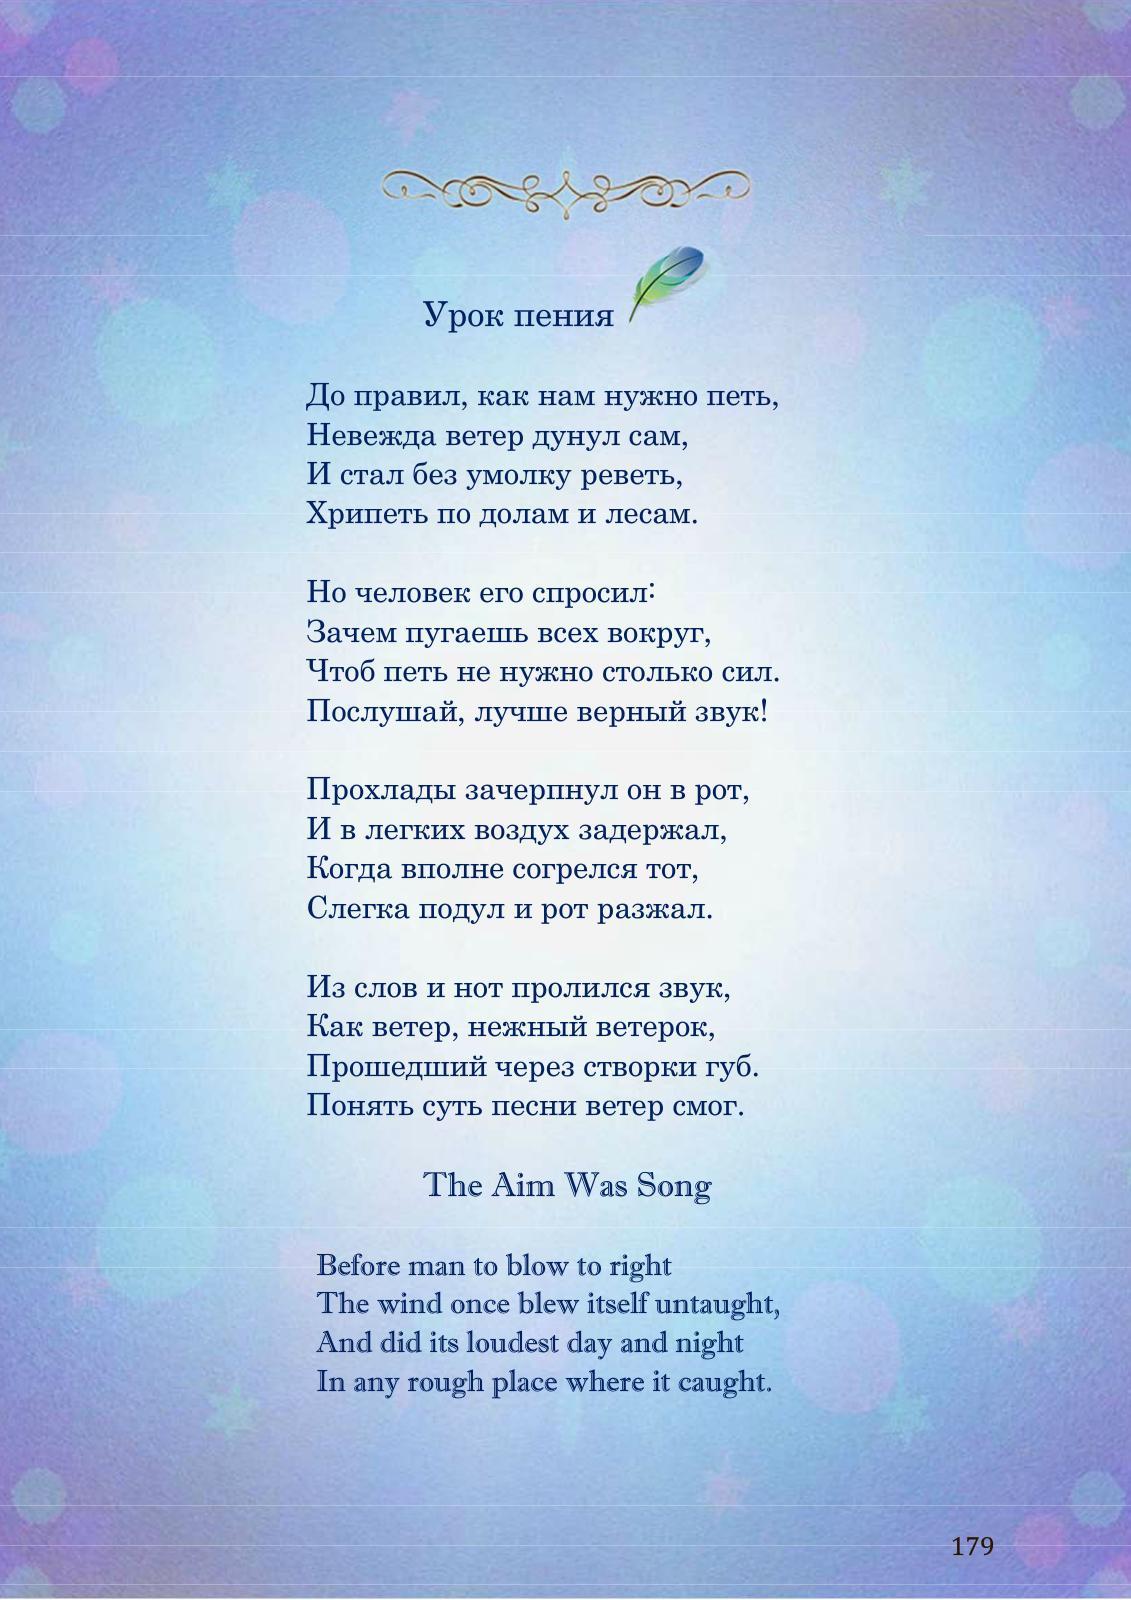 Урок пения
До правил, как нам нужно петь,
Невежда ветер дунул сам,
И стал без умолку реветь,
Хрипеть по долам и лесам.
Но человек его спросил:
Зачем пугаешь всех вокруг,
Чтоб петь не нужно столько сил.
Послушай, лучше верный звук!
Прохлады зачерпнул он в рот,
И в легких воздух задержал,
Когда вполне согрелся тот,
Слегка подул и рот разжал.
Из слов и нот пролился звук,
Как ветер, нежный ветерок,
Прошедший через створки губ.
Понять суть песни ветер смог.
The Aim Was Song
Before man to blow to right
The wind once blew itself untaught,
And did its loudest day and night
In any rough place where it caught.
179